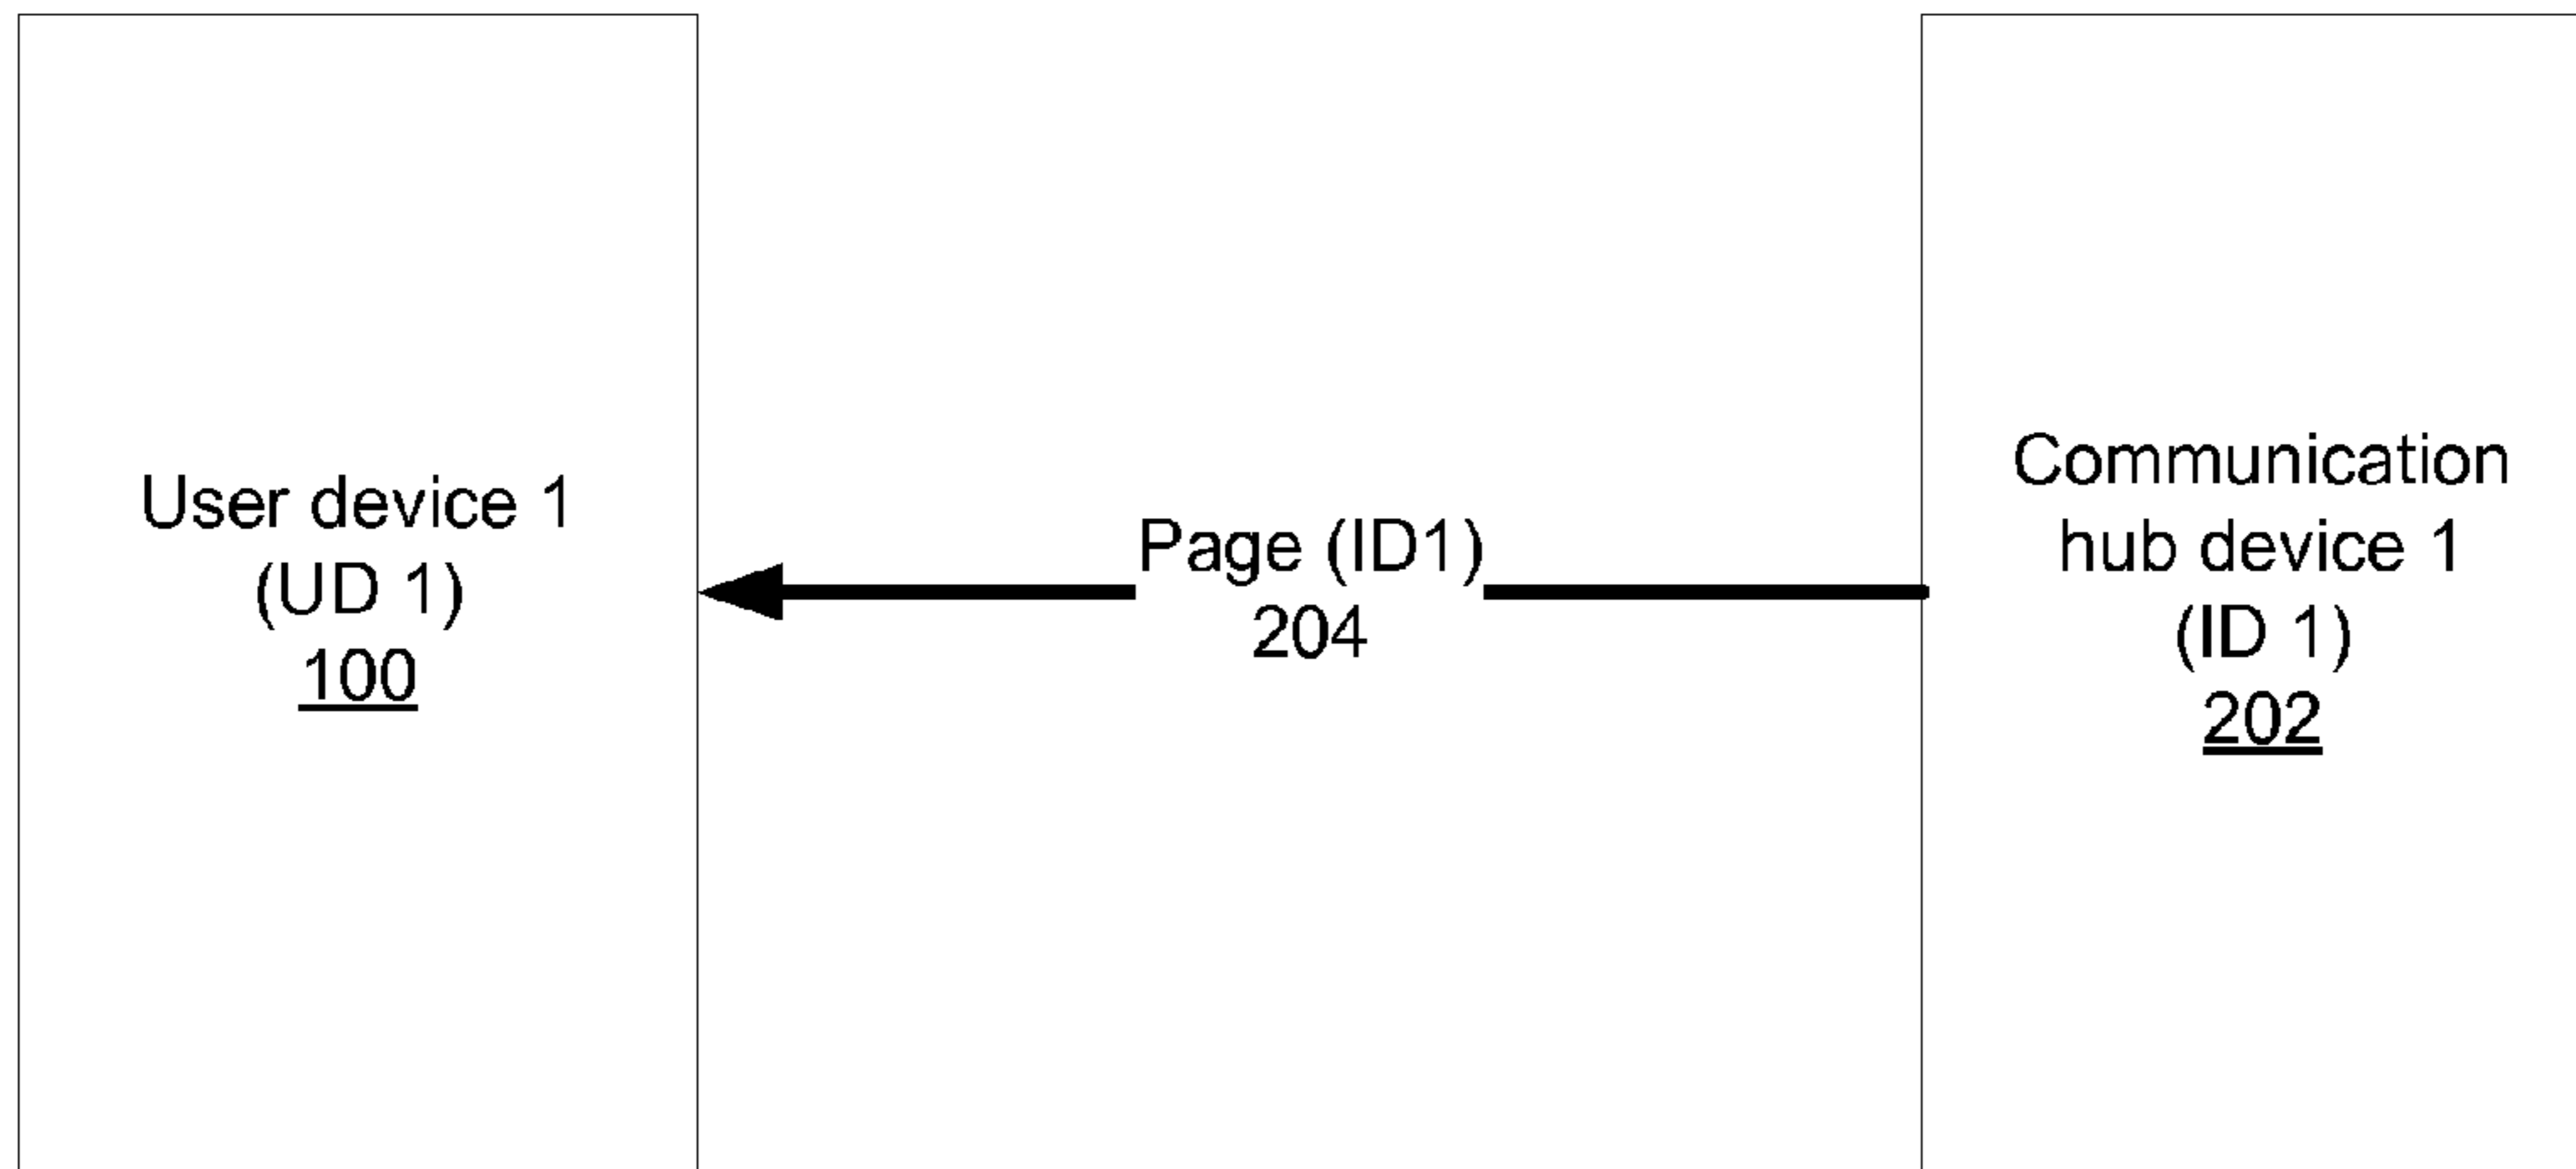 User device 1
(UD 1)
100
Page (ID1)
204
Communication
hub device 1
(ID 1)
202